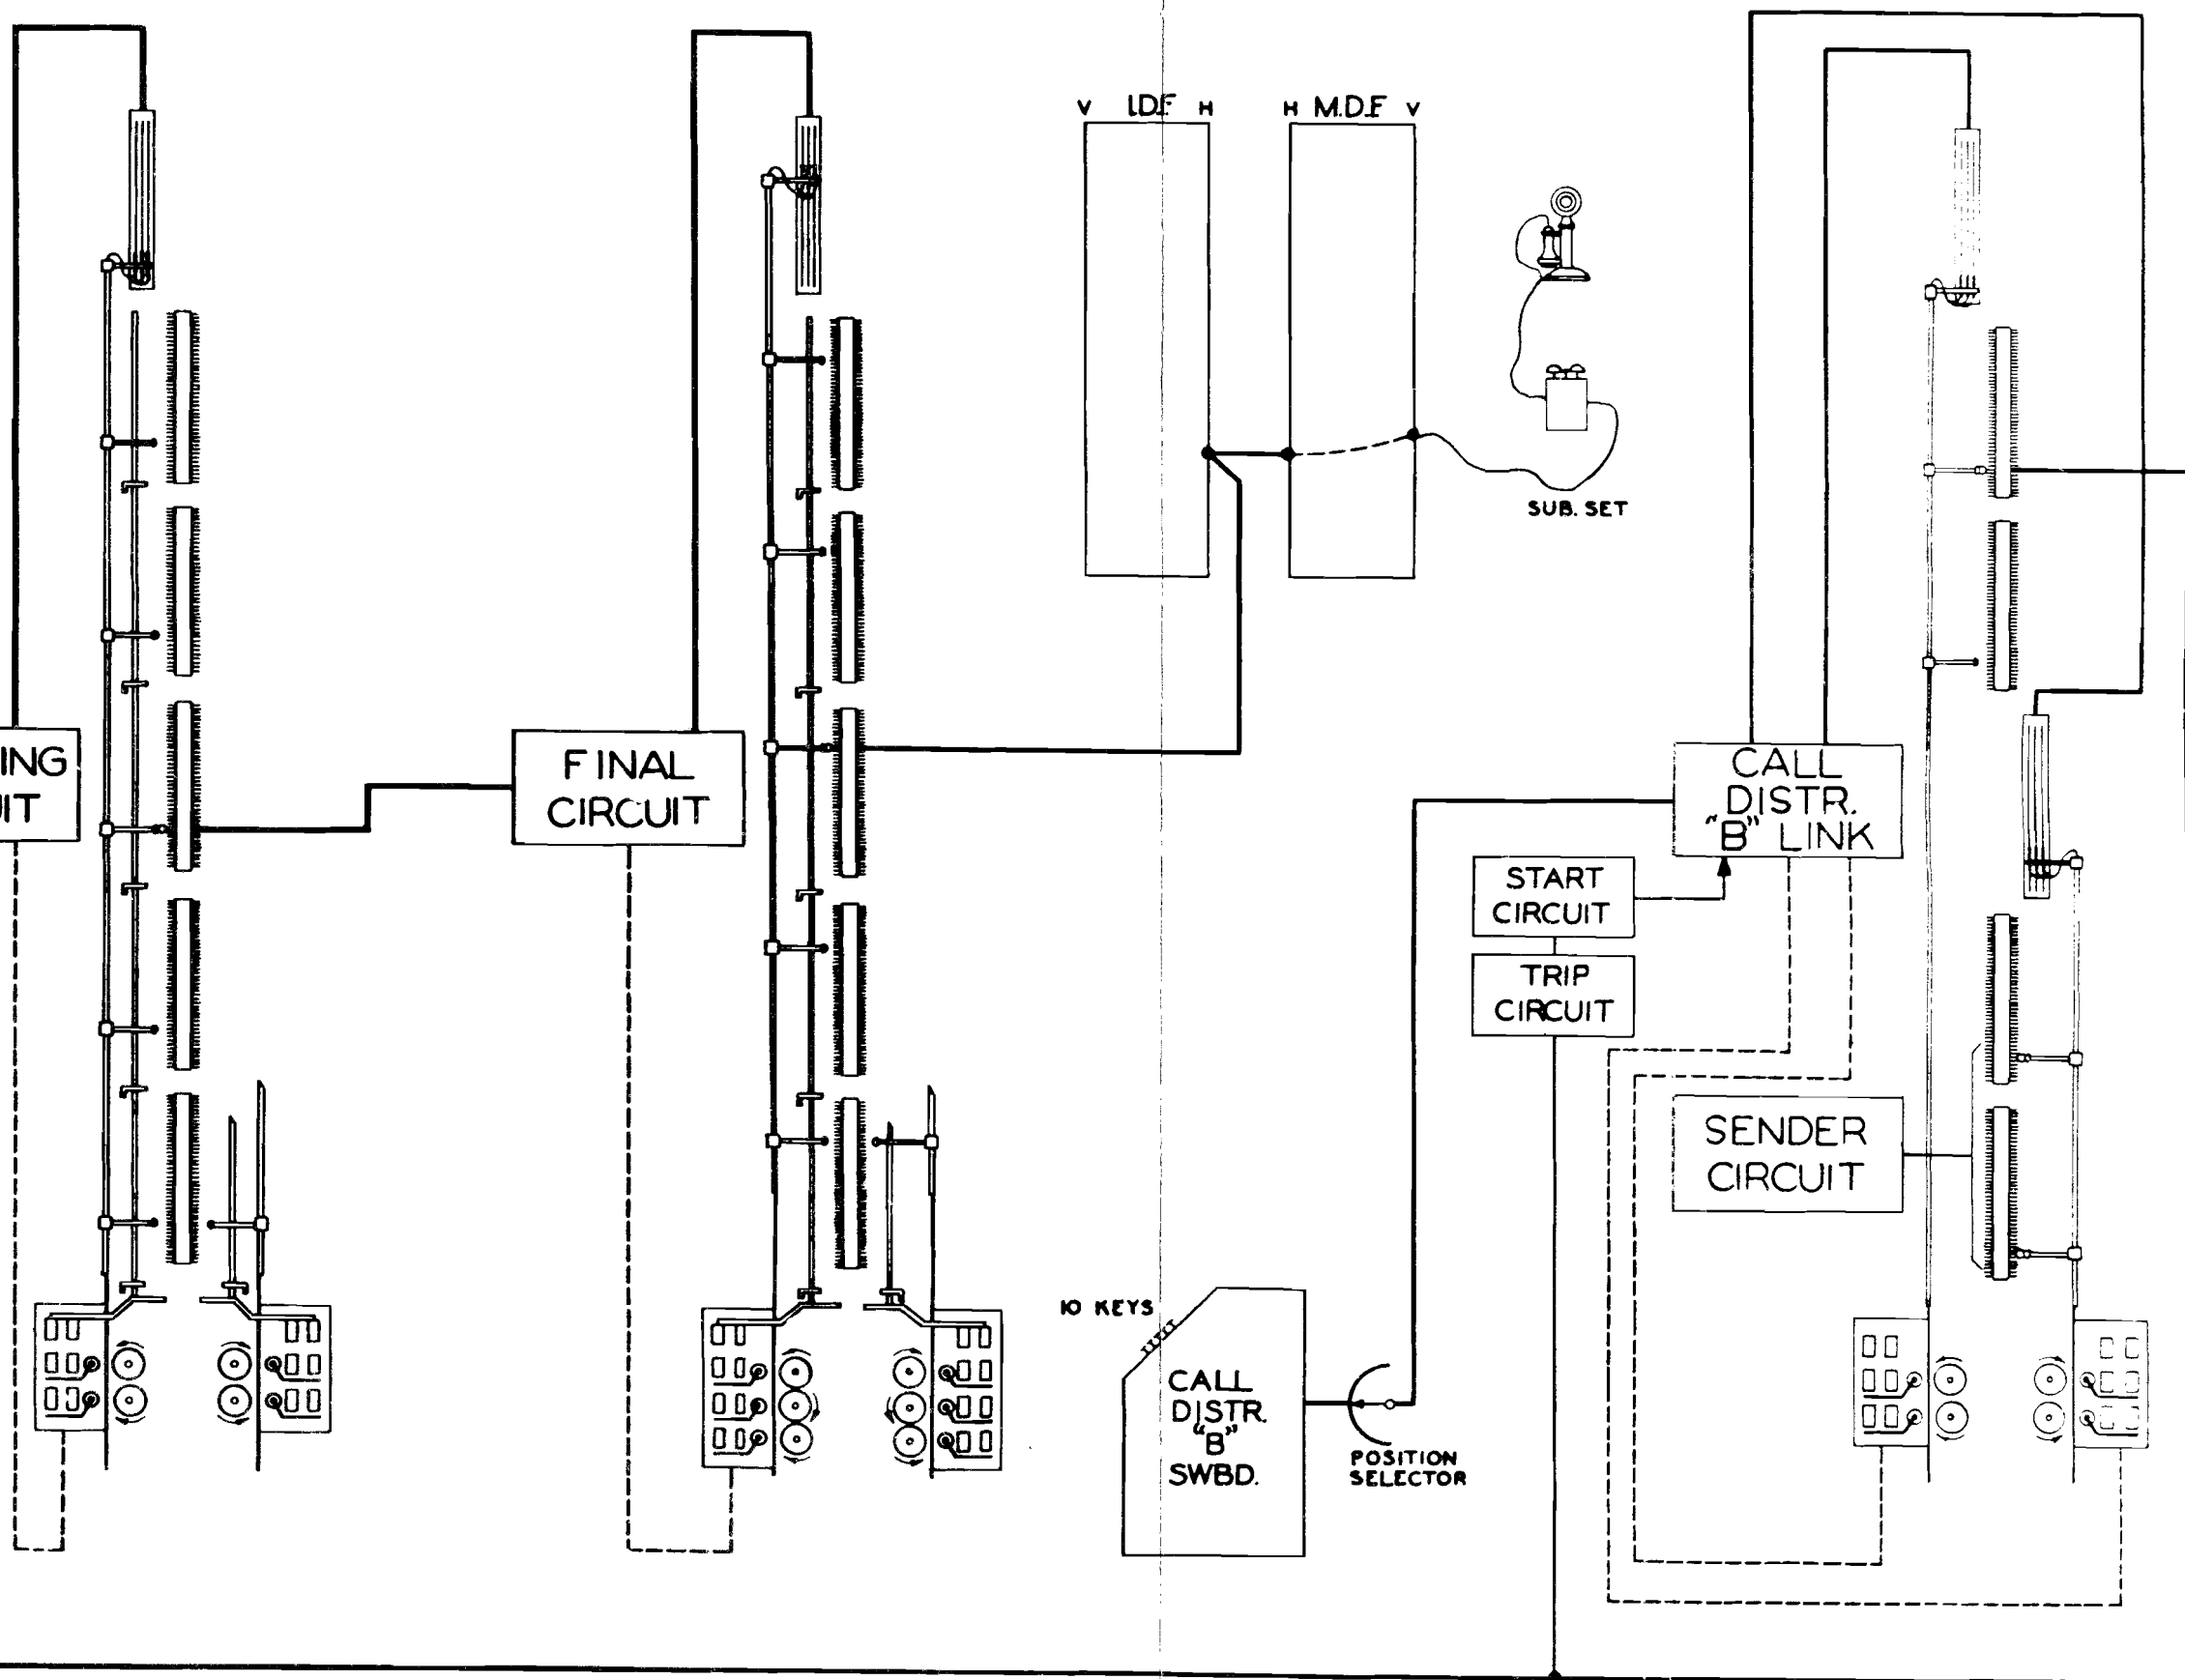 V I.D.F. H
H M.D.F. V
SUB. SET
ING
UIT
FINAL
CIRCUIT
CALL
DISTR.
"B" LINK
START
CIRCUIT
TRIP
CIRCUIT
SENDER
CIRCUIT
10 KEYS
CALL
DISTR.
"B"
SWBD.
POSITION
SELECTOR